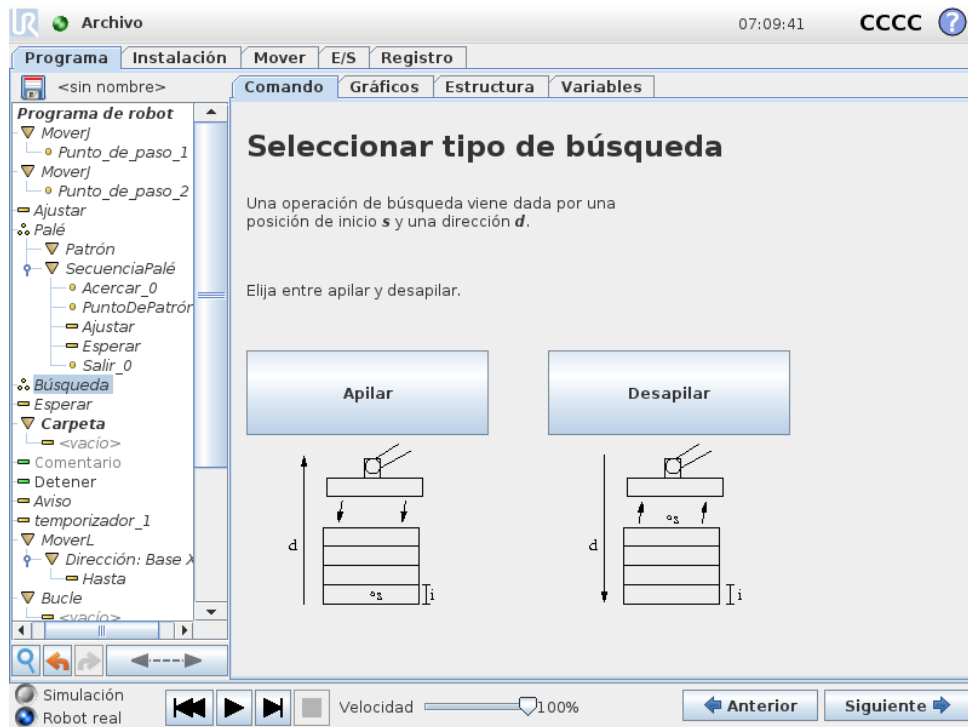 Archivo
07:09:41
CCCC
?
Programa
Instalación
Mover
E/S
Registro
<sin nombre>
Comando
Gráficos
Estructura
Variables
Programa de robot
MoverJ
Punto_de_paso_1
MoverJ
Punto_de_paso_2
Ajustar
Palé
Patrón
SecuenciaPalé
Acercar_0
PuntoDePatrón
Ajustar
Esperar
Salir_0
Búsqueda
Esperar
Carpeta
<vacío>
Comentario
Detener
Aviso
temporizador_1
MoverL
Dirección: Base X
Hasta
Bucle
<vacío>
Seleccionar tipo de búsqueda
Una operación de búsqueda viene dada por una
posición de inicio s y una dirección d.
Elija entre apilar y desapilar.
Apilar
Desapilar
d
s
i
d
s
i
Simulación
Robot real
Velocidad
100%
Anterior
Siguiente